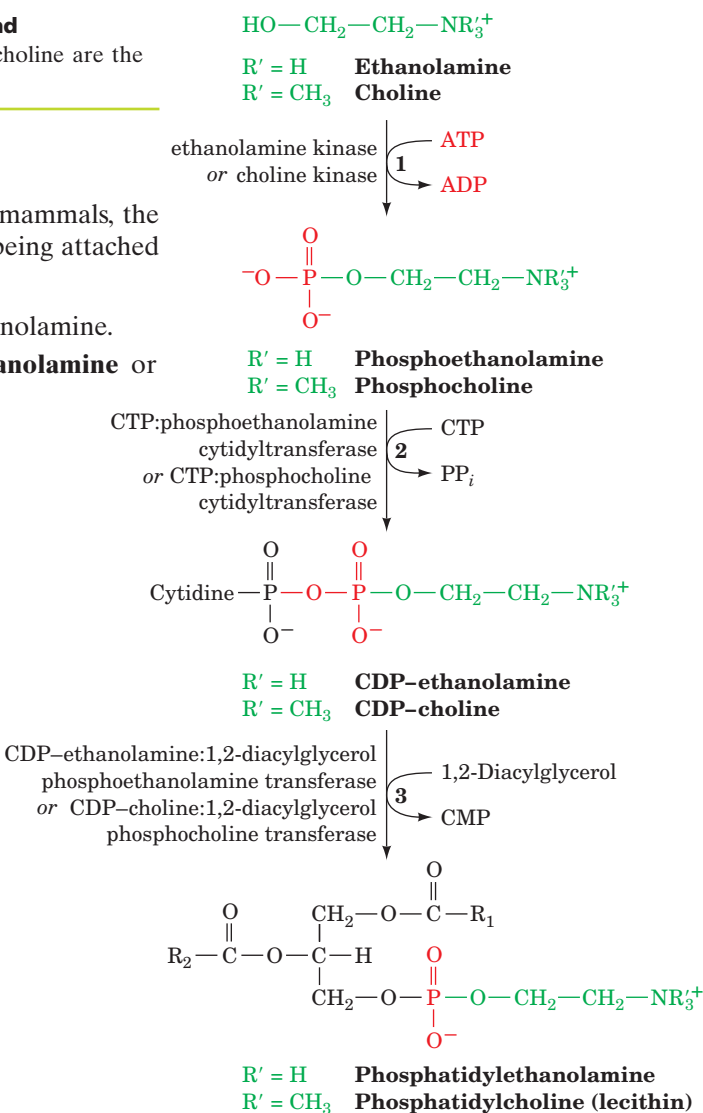 nd
choline are the
mammals, the
being attached
nolamine.
anolamine or
HO—CH₂—CH₂—NR′₃⁺
R′ = H Ethanolamine
R′ = CH₃ Choline
ethanolamine kinase
or choline kinase
1
ATP
ADP
O
⁻O—P—O—CH₂—CH₂—NR′₃⁺
O⁻
R′ = H Phosphoethanolamine
R′ = CH₃ Phosphocholine
CTP:phosphoethanolamine
cytidyltransferase
or CTP:phosphocholine
cytidyltransferase
2
CTP
PPᵢ
O O
Cytidine—P—O—P—O—CH₂—CH₂—NR′₃⁺
O⁻ O⁻
R′ = H CDP–ethanolamine
R′ = CH₃ CDP–choline
CDP–ethanolamine:1,2-diacylglycerol
phosphoethanolamine transferase
or CDP–choline:1,2-diacylglycerol
phosphocholine transferase
3
1,2-Diacylglycerol
CMP
O
O CH₂—O—C—R₁
R₂—C—O—C—H O
CH₂—O—P—O—CH₂—CH₂—NR′₃⁺
O⁻
R′ = H Phosphatidylethanolamine
R′ = CH₃ Phosphatidylcholine (lecithin)